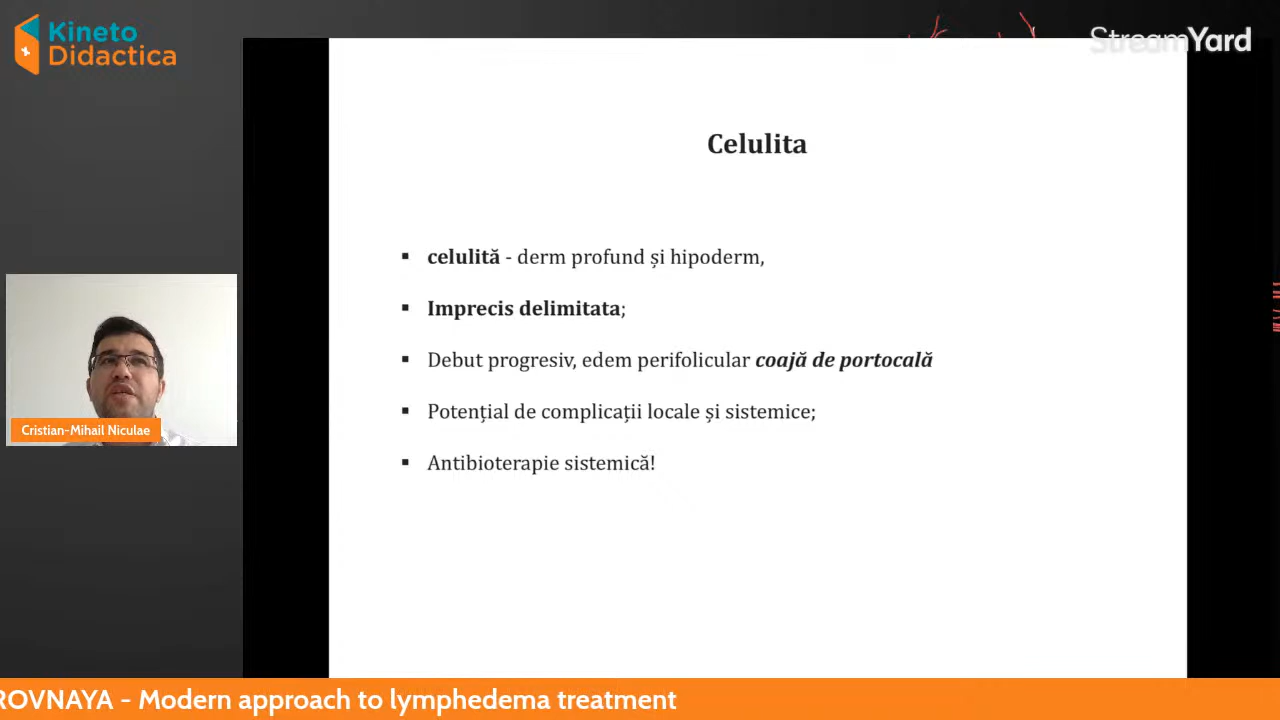 Kineto
Didactica
StreamYard
Celulita
▪ celulită - derm profund și hipoderm,
▪ Imprecis delimitata;
▪ Debut progresiv, edem perifolicular coajă de portocală
▪ Potențial de complicații locale și sistemice;
▪ Antibioterapie sistemică!
Cristian-Mihail Niculae
ROVNAYA - Modern approach to lymphedema treatment